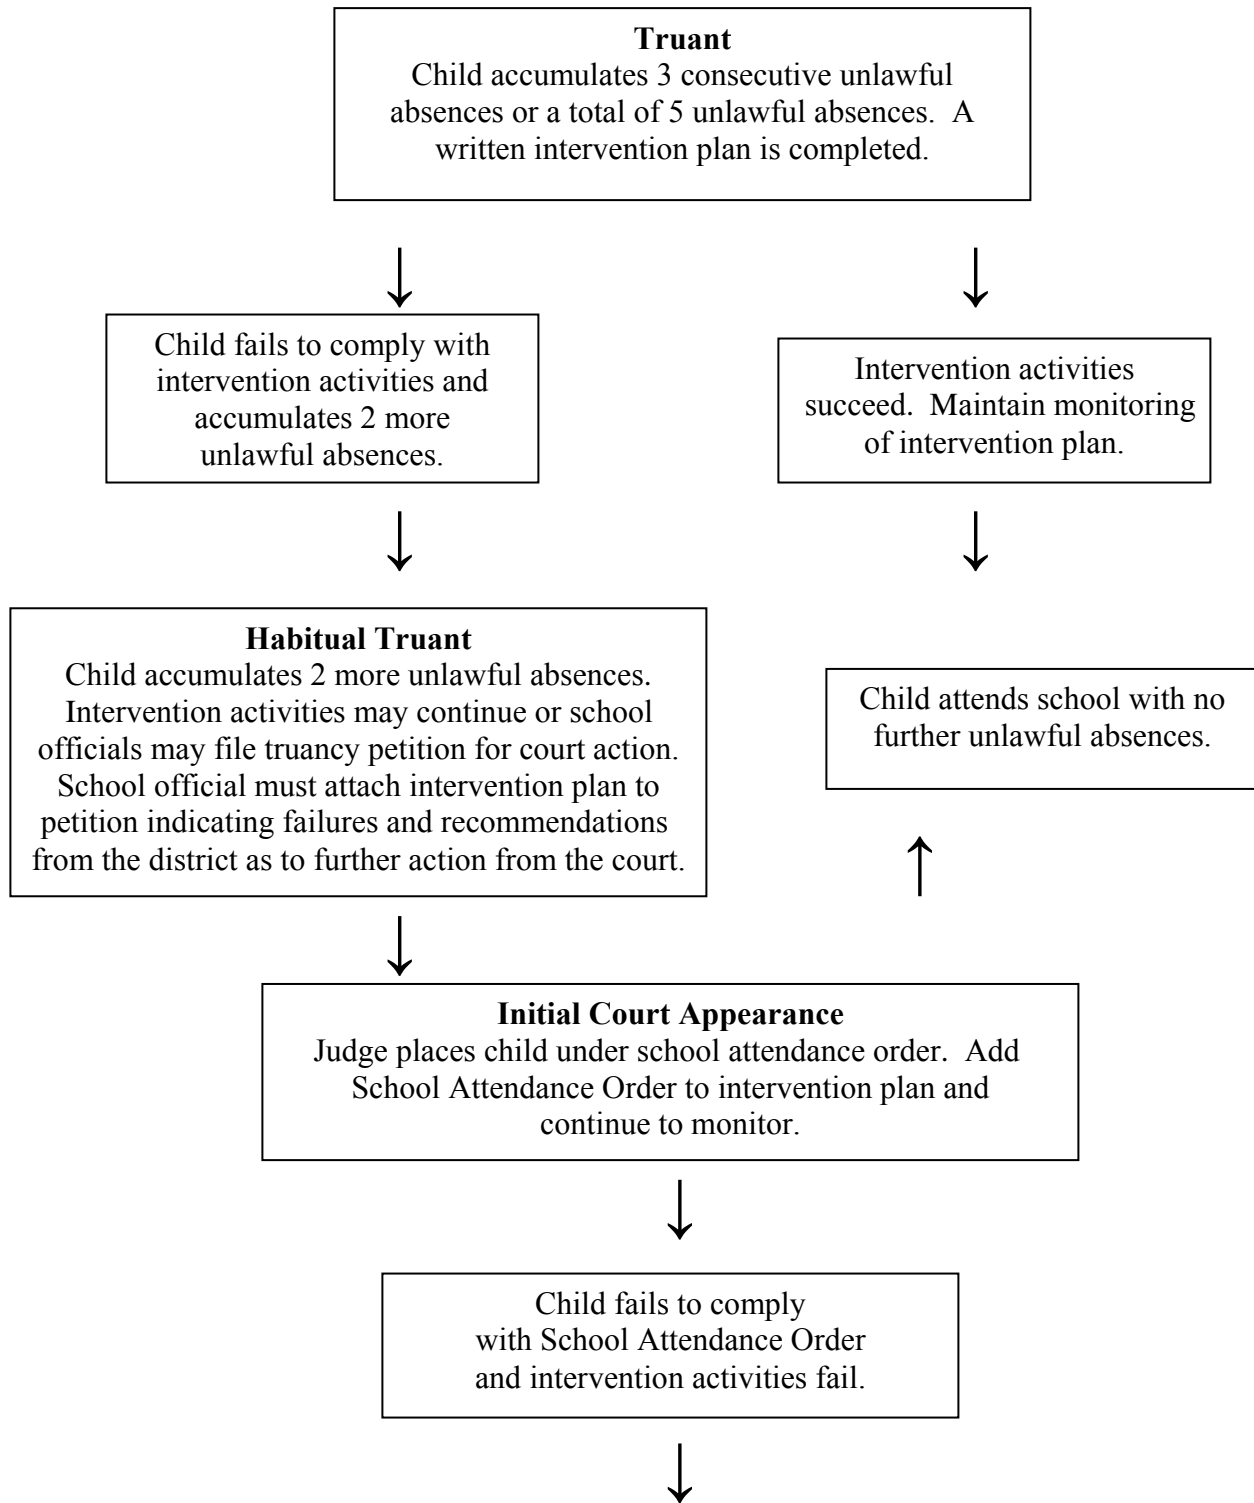 Truant
Child accumulates 3 consecutive unlawful
absences or a total of 5 unlawful absences.  A
written intervention plan is completed.
Child fails to comply with
intervention activities and
accumulates 2 more
unlawful absences.
Intervention activities
succeed.  Maintain monitoring
of intervention plan.
Habitual Truant
Child accumulates 2 more unlawful absences.
Intervention activities may continue or school
officials may file truancy petition for court action.
School official must attach intervention plan to
petition indicating failures and recommendations
from the district as to further action from the court.
Child attends school with no
further unlawful absences.
Initial Court Appearance
Judge places child under school attendance order.  Add
School Attendance Order to intervention plan and
continue to monitor.
Child fails to comply
with School Attendance Order
and intervention activities fail.